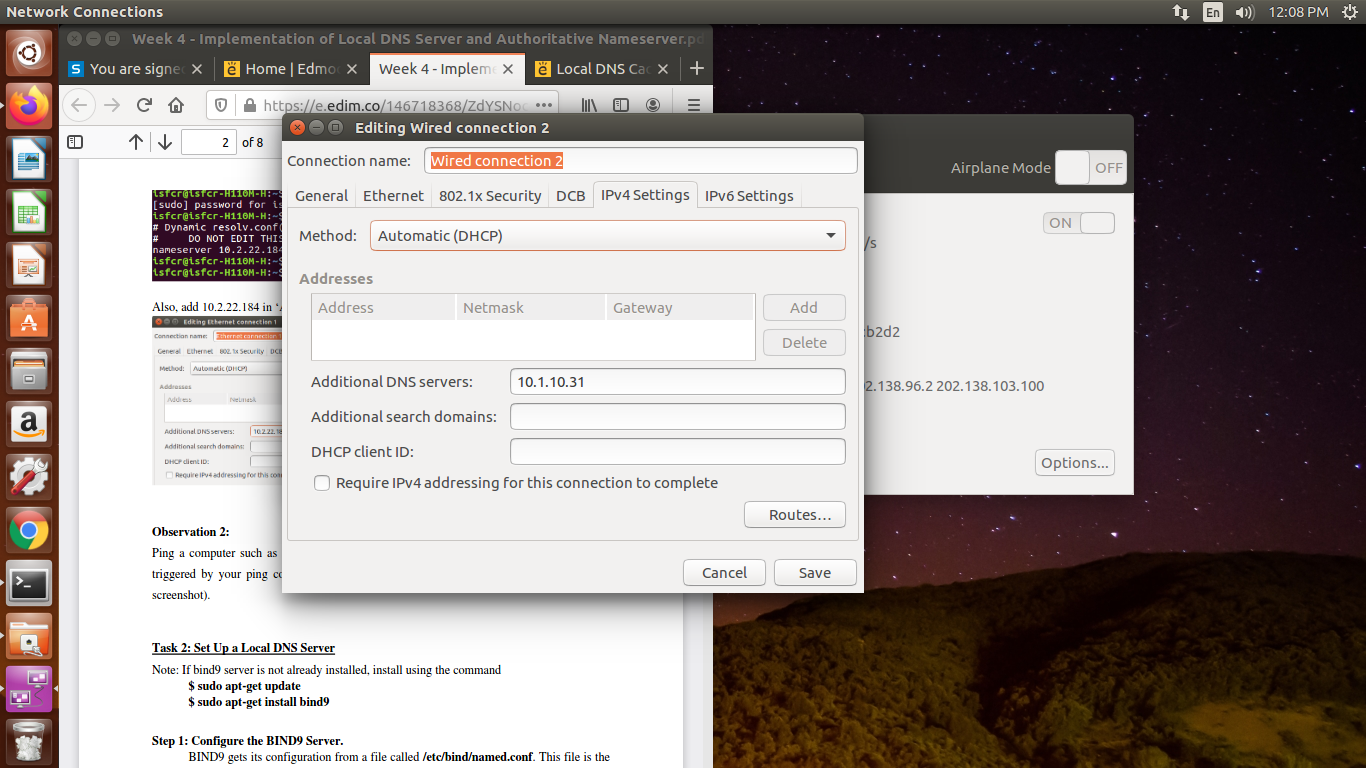 Network Connections
En
12:08 PM
Week 4 - Implementation of Local DNS Server and Authoritative Nameserver.pd
You are signe
Home | Edmo
Week 4 - Impleme
Local DNS Cac
https://e.edim.co/146718368/ZdYSNoc
2 of 8
isfcr@isfcr-H110M-H:~$
[sudo] password for is
isfcr@isfcr-H110M-H:~$
# Dynamic resolv.conf(
# DO NOT EDIT THIS
nameserver 10.2.22.184
isfcr@isfcr-H110M-H:~$
isfcr@isfcr-H110M-H:~$
Also, add 10.2.22.184 in
Editing Ethernet connection 1
Connection name: Ethernet connection 1
General Ethernet 802.1x Security DCB
Method: Automatic (DHCP)
Addresses
Address Netmask
Additional DNS servers: 10.2.22.18
Additional search domains:
DHCP client ID:
Require IPv4 addressing for this conn
Observation 2:
Ping a computer such as
triggered by your ping co
screenshot).
Task 2: Set Up a Local DNS Server
Note: If bind9 server is not already installed, install using the command
$ sudo apt-get update
$ sudo apt-get install bind9
Step 1: Configure the BIND9 Server.
BIND9 gets its configuration from a file called /etc/bind/named.conf. This file is the
Editing Wired connection 2
Connection name: Wired connection 2
General Ethernet 802.1x Security DCB IPv4 Settings IPv6 Settings
Method: Automatic (DHCP)
Addresses
Address Netmask Gateway
Add
Delete
Additional DNS servers: 10.1.10.31
Additional search domains:
DHCP client ID:
Require IPv4 addressing for this connection to complete
Routes...
Cancel Save
Airplane Mode OFF
ON
/s
b2d2
2.138.96.2 202.138.103.100
Options...